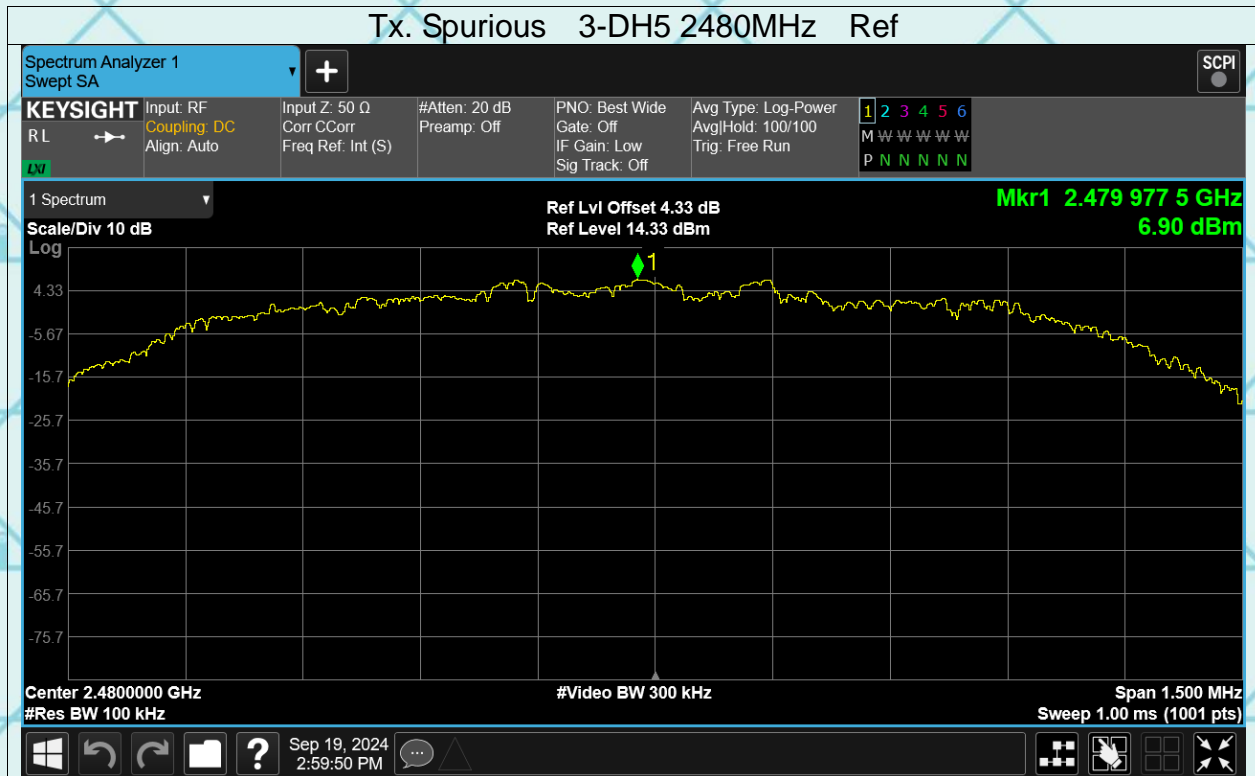 Tx. Spurious 3-DH5 2480MHz Ref
Spectrum Analyzer 1
Swept SA
SCPI
KEYSIGHT
RL
LXI
Input: RF
Coupling: DC
Align: Auto
Input Z: 50 Ω
Corr CCorr
Freq Ref: Int (S)
#Atten: 20 dB
Preamp: Off
PNO: Best Wide
Gate: Off
IF Gain: Low
Sig Track: Off
Avg Type: Log-Power
Avg|Hold: 100/100
Trig: Free Run
1 2 3 4 5 6
M W W W W W
P N N N N N
1 Spectrum
Scale/Div 10 dB
Log
Ref Lvl Offset 4.33 dB
Ref Level 14.33 dBm
Mkr1 2.479 977 5 GHz
6.90 dBm
1
4.33
-5.67
-15.7
-25.7
-35.7
-45.7
-55.7
-65.7
-75.7
Center 2.4800000 GHz
#Res BW 100 kHz
#Video BW 300 kHz
Span 1.500 MHz
Sweep 1.00 ms (1001 pts)
?
Sep 19, 2024
2:59:50 PM